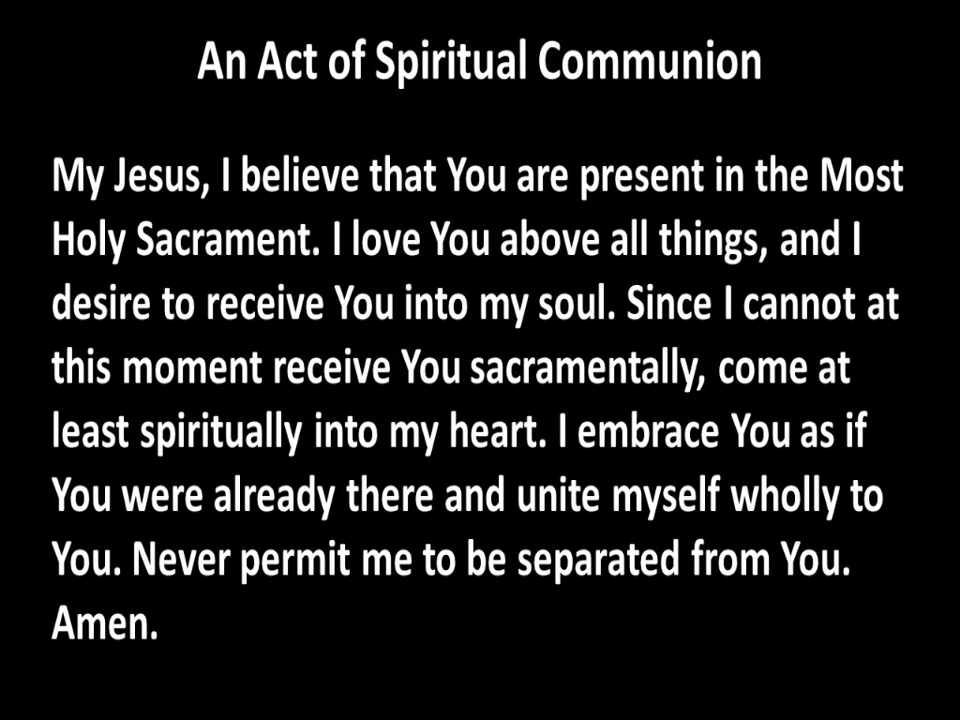 An Act of Spiritual Communion
My Jesus, I believe that You are present in the Most
Holy Sacrament. I love You above all things, and I
desire to receive You into my soul. Since I cannot at
this moment receive You sacramentally, come at
least spiritually into my heart. I embrace You as if
You were already there and unite myself wholly to
You. Never permit me to be separated from You.
Amen.